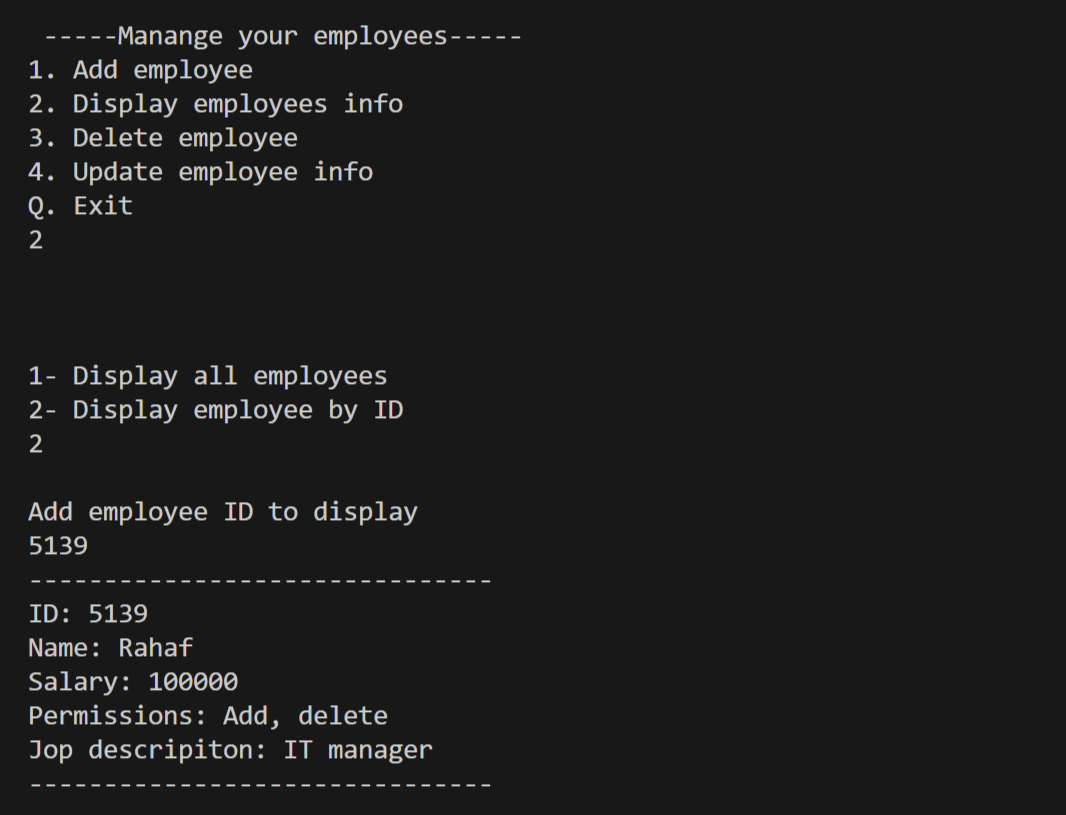 -----Manange your employees-----
1. Add employee
2. Display employees info
3. Delete employee
4. Update employee info
Q. Exit
2
1- Display all employees
2- Display employee by ID
2
Add employee ID to display
5139
-------------------------------
ID: 5139
Name: Rahaf
Salary: 100000
Permissions: Add, delete
Jop descripiton: IT manager
-------------------------------